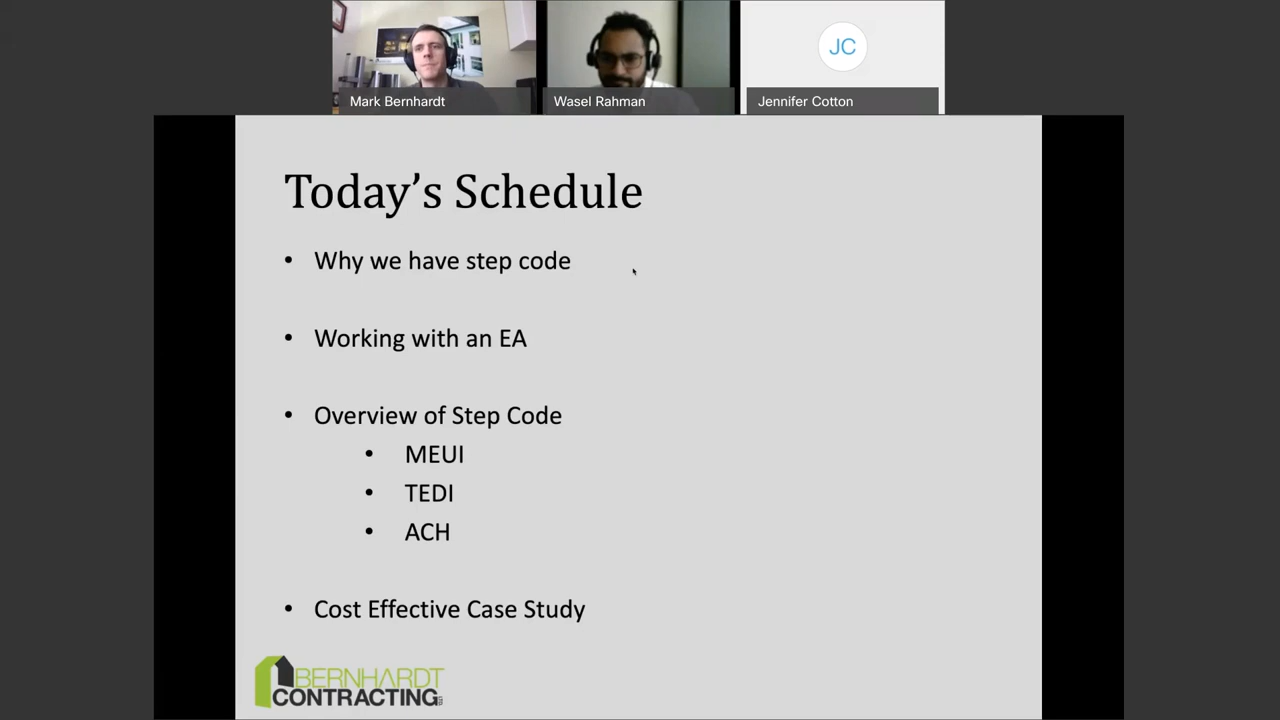 Mark Bernhardt
Wasel Rahman
JC
Jennifer Cotton
Today's Schedule
• Why we have step code
• Working with an EA
• Overview of Step Code
• MEUI
• TEDI
• ACH
• Cost Effective Case Study
BERNHARDT
CONTRACTING